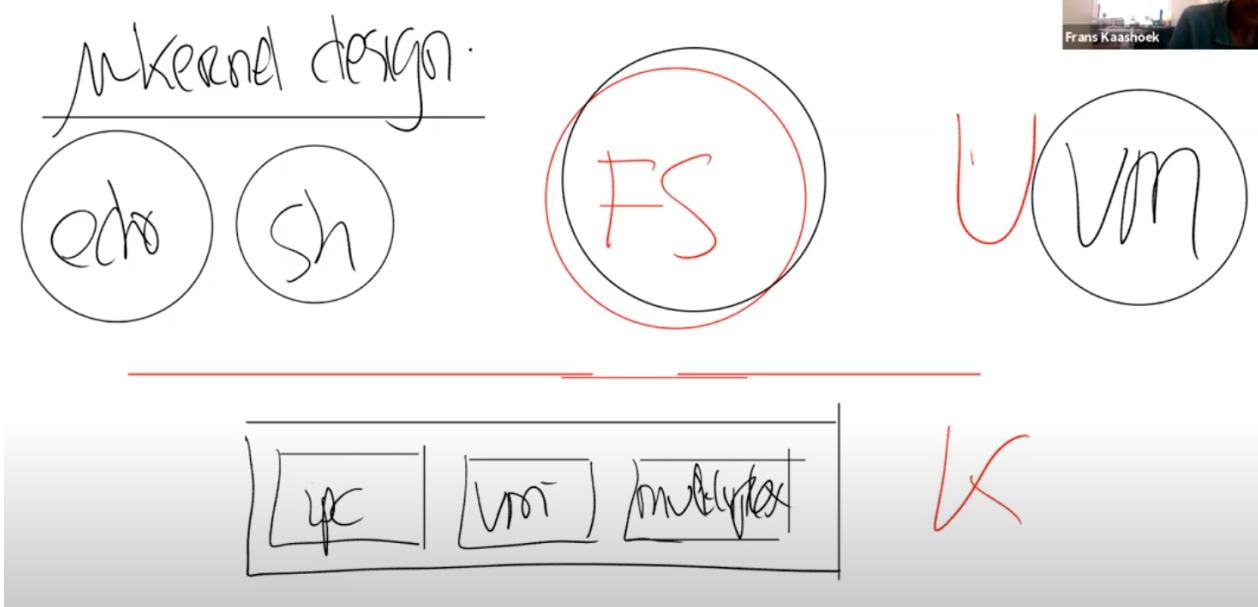 μkernel design.
Frans Kaashoek
echo
sh
FS
U
VM
ipc
vm
multiplex
K